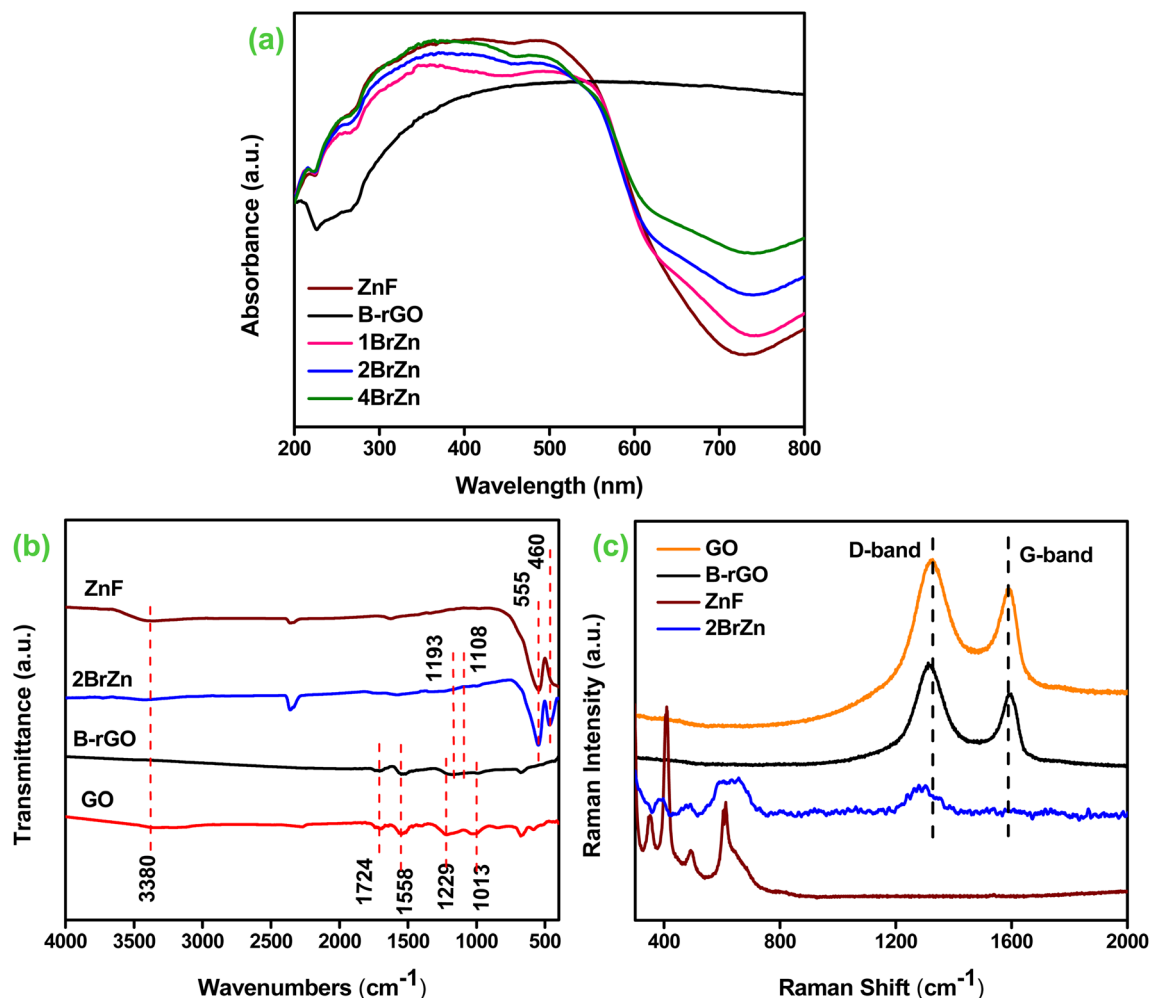 (a)
Absorbance (a.u.)
ZnF
B-rGO
1BrZn
2BrZn
4BrZn
200 300 400 500 600 700 800
Wavelength (nm)
(b)
Transmittance (a.u.)
ZnF
2BrZn
B-rGO
GO
555
460
1193
1108
3380
1724
1558
1229
1013
4000 3500 3000 2500 2000 1500 1000 500
Wavenumbers (cm⁻¹)
(c)
Raman Intensity (a.u.)
GO
B-rGO
ZnF
2BrZn
D-band
G-band
400 800 1200 1600 2000
Raman Shift (cm⁻¹)